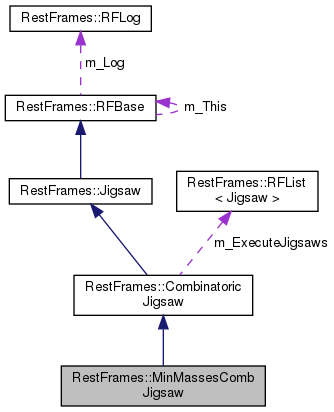 RestFrames::RFLog
m_Log
RestFrames::RFBase
m_This
RestFrames::Jigsaw
RestFrames::RFList
< Jigsaw >
m_ExecuteJigsaws
RestFrames::Combinatoric
Jigsaw
RestFrames::MinMassesComb
Jigsaw